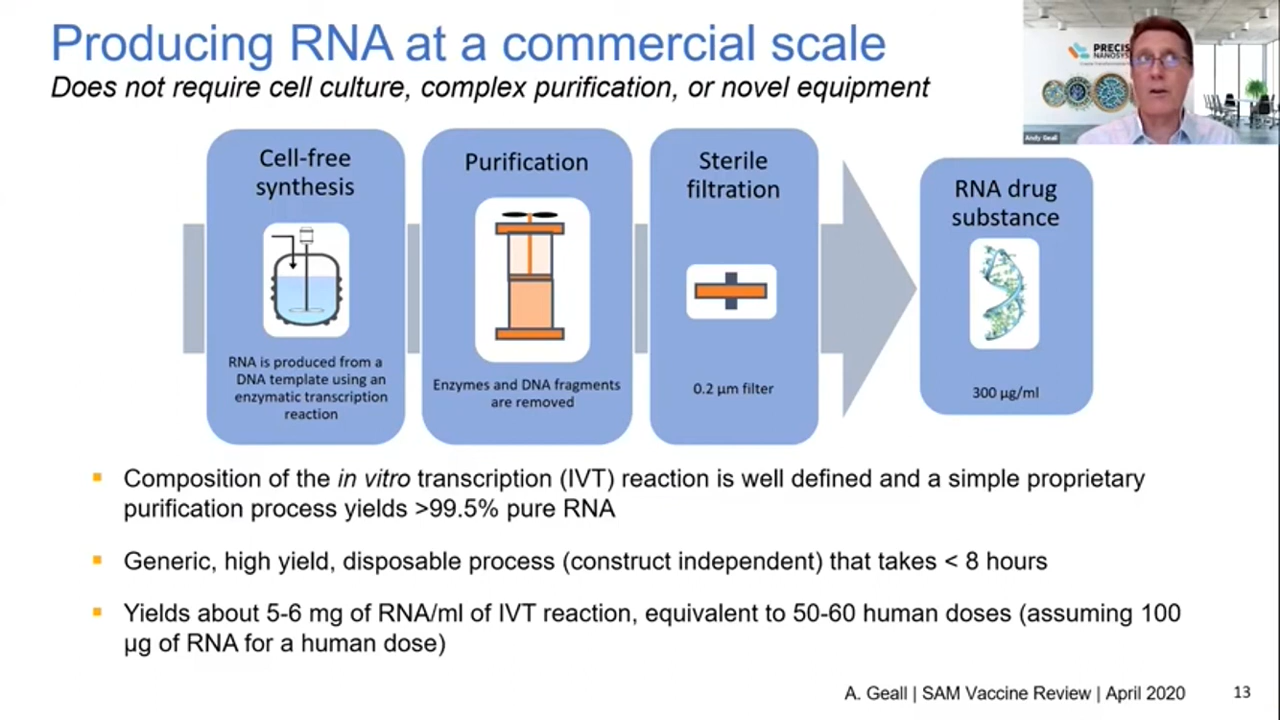 Producing RNA at a commercial scale
Does not require cell culture, complex purification, or novel equipment
PRECIS
NANOSYS
Andy Geall
Cell-free
synthesis
RNA is produced from a
DNA template using an
enzymatic transcription
reaction
Purification
Enzymes and DNA fragments
are removed
Sterile
filtration
0.2 µm filter
RNA drug
substance
300 µg/ml
Composition of the in vitro transcription (IVT) reaction is well defined and a simple proprietary
purification process yields >99.5% pure RNA
Generic, high yield, disposable process (construct independent) that takes < 8 hours
Yields about 5-6 mg of RNA/ml of IVT reaction, equivalent to 50-60 human doses (assuming 100
µg of RNA for a human dose)
A. Geall | SAM Vaccine Review | April 2020
13